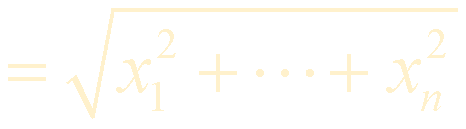 = √(x₁² + ⋯ + xₙ²)